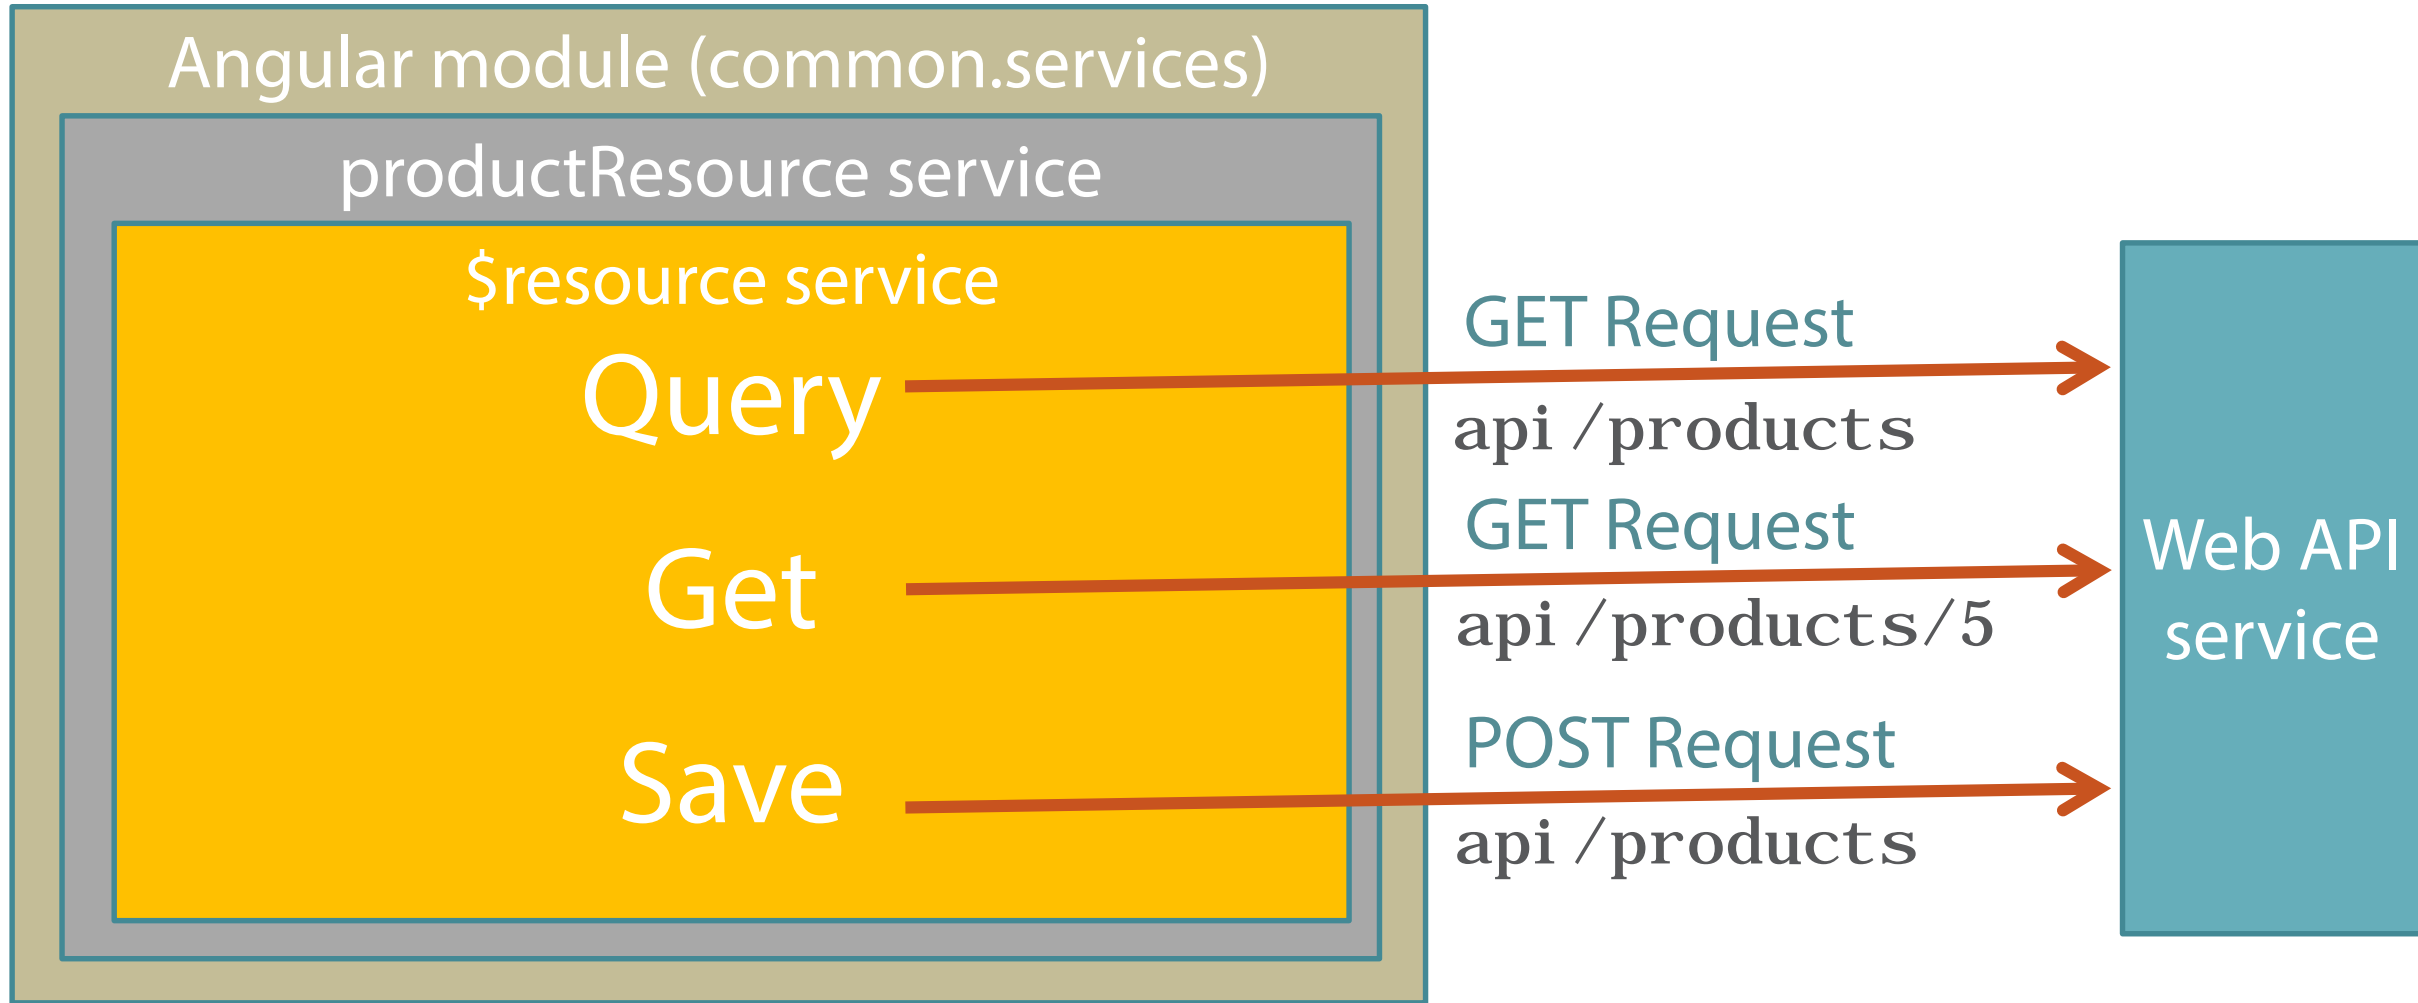 Angular module (common.services)
productResource service
$resource service
Query
GET Request
api/products
Get
GET Request
api/products/5
Save
POST Request
api/products
Web API
service